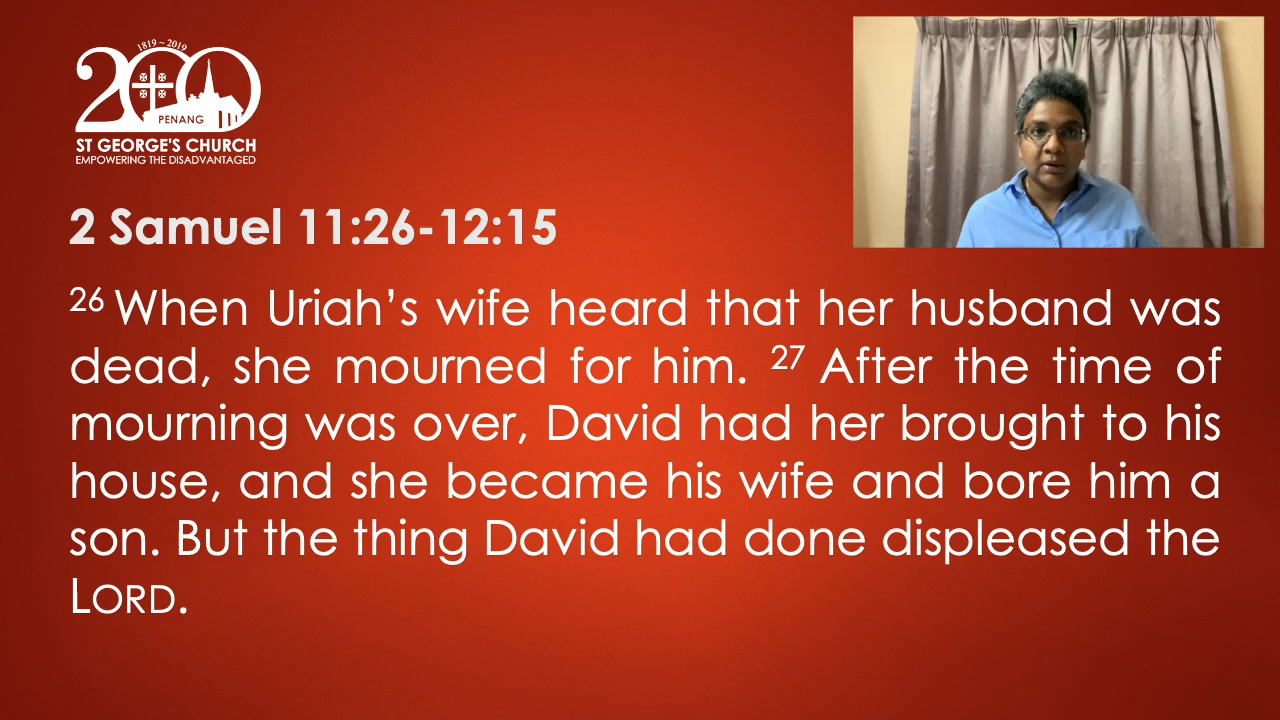 1819 ~ 2019
200
PENANG
ST GEORGE'S CHURCH
EMPOWERING THE DISADVANTAGED
2 Samuel 11:26-12:15
26 When Uriah’s wife heard that her husband was
dead, she mourned for him. 27 After the time of
mourning was over, David had her brought to his
house, and she became his wife and bore him a
son. But the thing David had done displeased the
LORD.